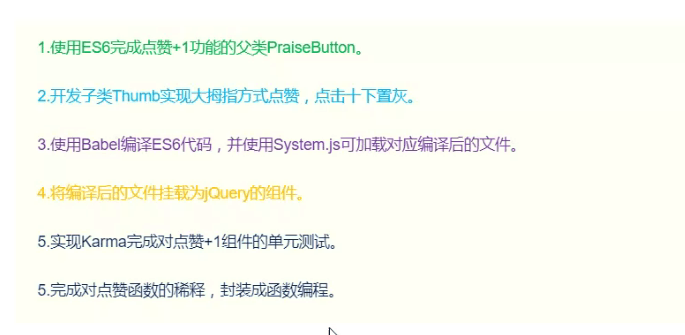 1.使用ES6完成点赞+1功能的父类PraiseButton。
2.开发子类Thumb实现大拇指方式点赞，点击十下置灰。
3.使用Babel编译ES6代码，并使用System.js可加载对应编译后的文件。
4.将编译后的文件挂载为jQuery的组件。
5.实现Karma完成对点赞+1组件的单元测试。
5.完成对点赞函数的稀释，封装成函数编程。